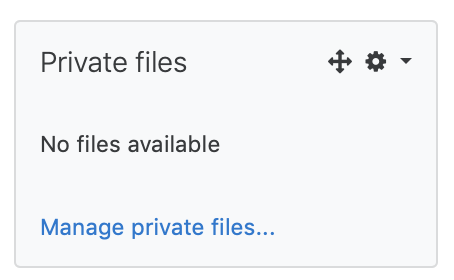 Private files
No files available
Manage private files...